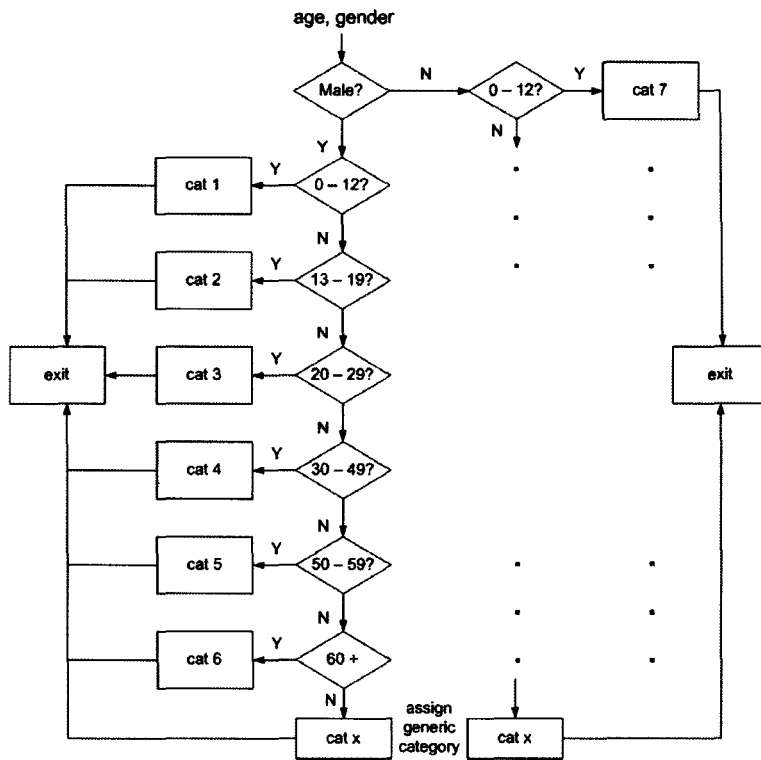 age, gender
Male?
N
0 – 12?
Y
cat 7
Y
N
cat 1
Y
0 – 12?
N
cat 2
Y
13 – 19?
N
exit
cat 3
Y
20 – 29?
exit
N
cat 4
Y
30 – 49?
N
cat 5
Y
50 – 59?
N
cat 6
Y
60 +
N
cat x
assign
generic
category
cat x